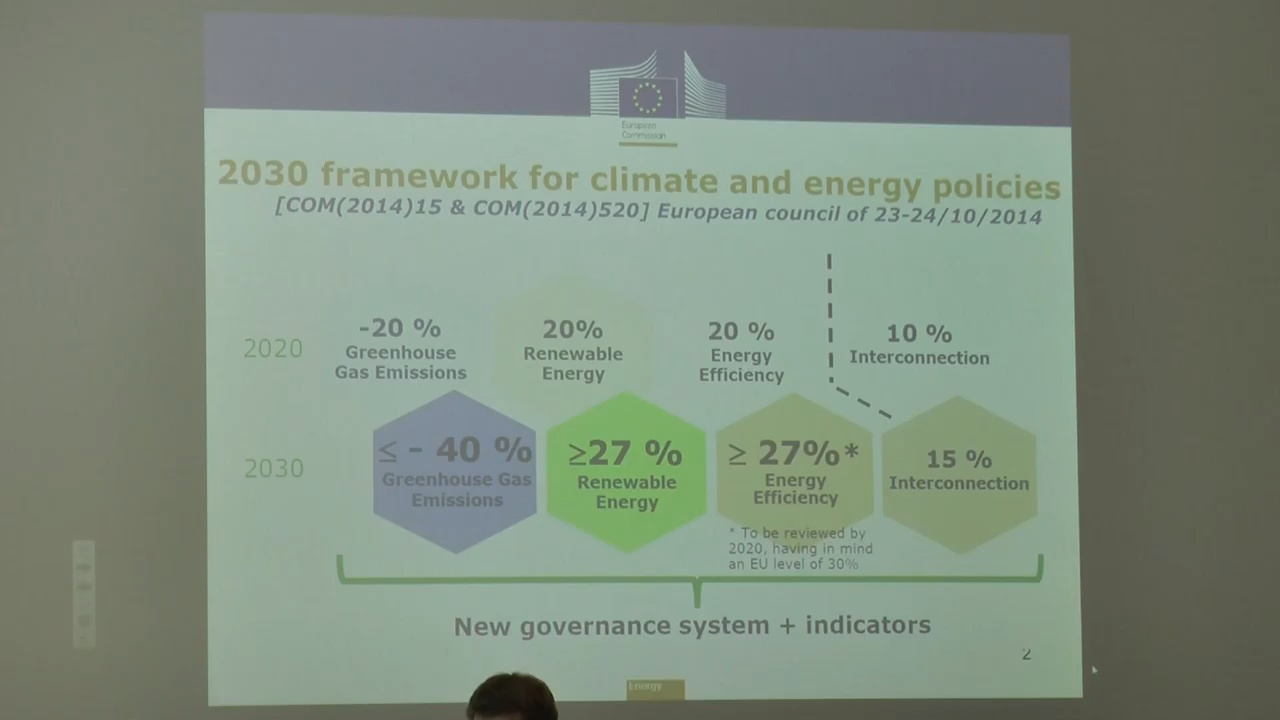 European
Commission
2030 framework for climate and energy policies
[COM(2014)15 & COM(2014)520] European council of 23-24/10/2014
2020
-20 %
Greenhouse
Gas Emissions
20%
Renewable
Energy
20 %
Energy
Efficiency
10 %
Interconnection
2030
≤ - 40 %
Greenhouse Gas
Emissions
≥27 %
Renewable
Energy
≥ 27%*
Energy
Efficiency
* To be reviewed by
2020, having in mind
an EU level of 30%
15 %
Interconnection
New governance system + indicators
2
Energy